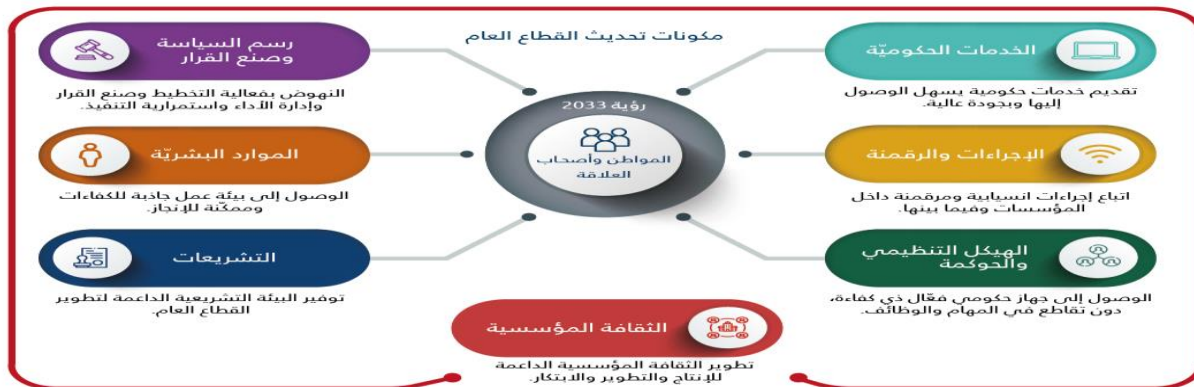 مكونات تحديث القطاع العام
رؤية 2033
المواطن وأصحاب
العلاقة
الخدمات الحكوميّة
تقديم خدمات حكومية يسهل الوصول
إليها وبجودة عالية.
الإجراءات والرقمنة
اتباع إجراءات انسيابية ومرقمنة داخل
المؤسسات وفيما بينها.
الهيكل التنظيمي
والحوكمة
الوصول إلى جهاز حكومي فعّال ذي كفاءة،
دون تقاطع في المهام والوظائف.
رسم السياسة
وصنع القرار
النهوض بفعالية التخطيط وصنع القرار
وإدارة الأداء واستمرارية التنفيذ.
الموارد البشريّة
الوصول إلى بيئة عمل جاذبة للكفاءات
وممكّنة للإنجاز.
التشريعات
توفير البيئة التشريعية الداعمة لتطوير
القطاع العام.
الثقافة المؤسسية
تطوير الثقافة المؤسسية الداعمة
للإنتاج والتطوير والابتكار.